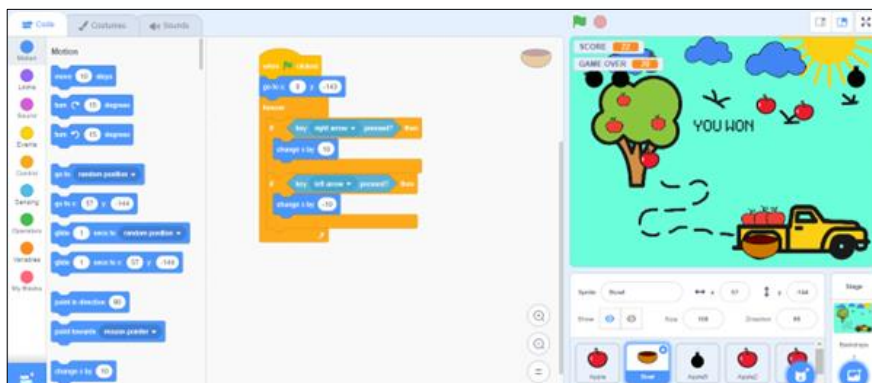 Code Costumes Sounds
Motion
Motion
move 10 steps
turn 15 degrees
turn 15 degrees
go to random position
go to x: 57 y: -144
glide 1 secs to random position
glide 1 secs to x: 57 y: -144
point in direction 90
point towards mouse-pointer
change x by 10
Looks
Sound
Events
Control
Sensing
Operators
Variables
My Blocks
when clicked
go to x: 0 y: -143
forever
if key right arrow pressed? then
change x by 10
if key left arrow pressed? then
change x by -10
SCORE 22
GAME OVER 20
YOU WON
Sprite Bowl x 57 y -144
Show Size 100 Direction 90
Stage
Backdrops
Apple
Bowl
Apple2